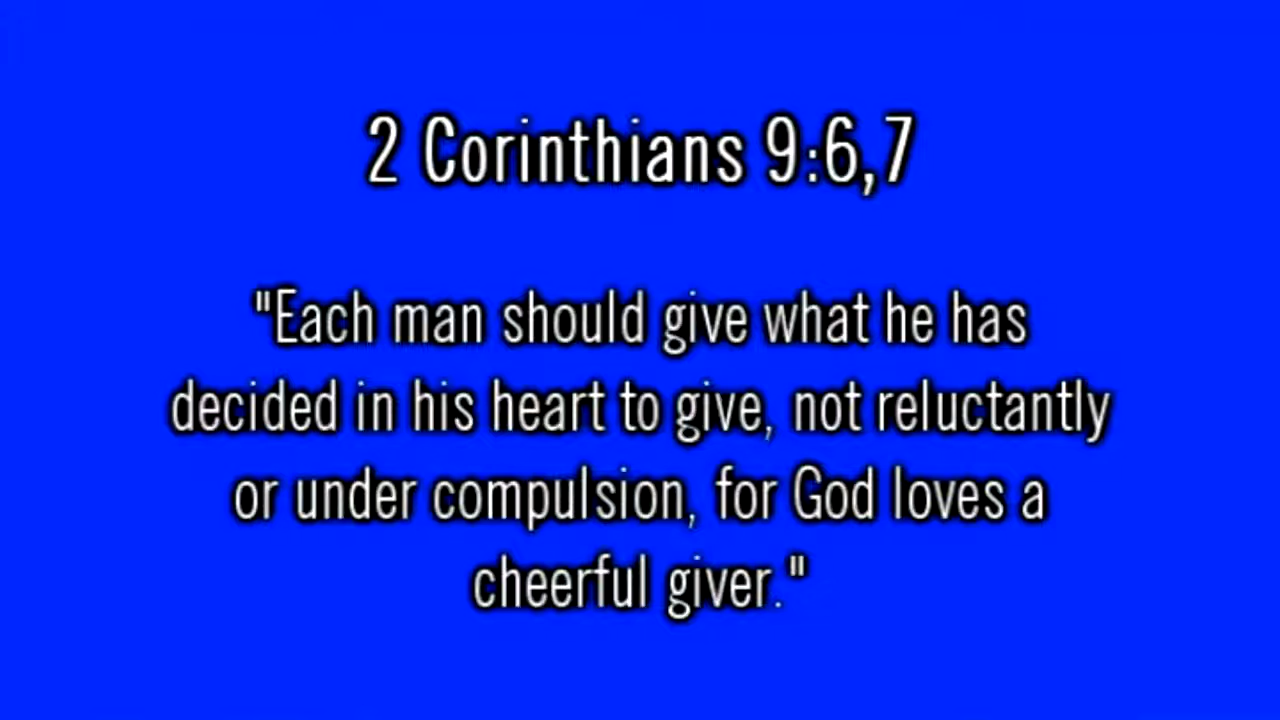 2 Corinthians 9:6,7
"Each man should give what he has
decided in his heart to give, not reluctantly
or under compulsion, for God loves a
cheerful giver."